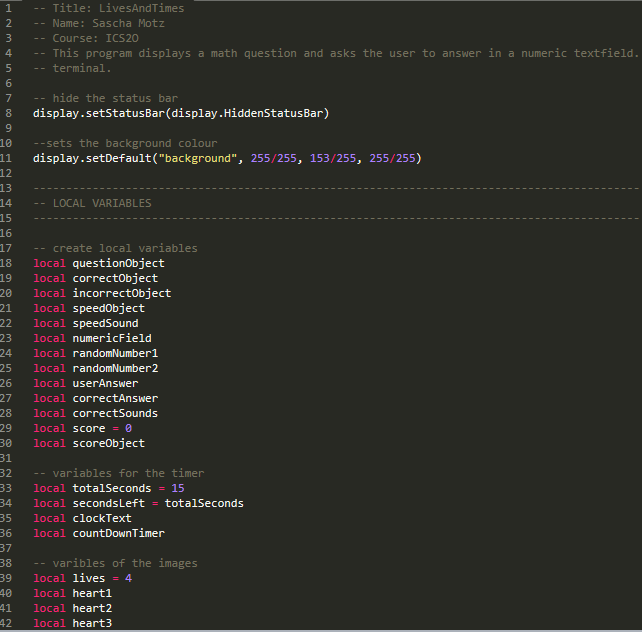 1 -- Title: LivesAndTimes
2 -- Name: Sascha Motz
3 -- Course: ICS2O
4 -- This program displays a math question and asks the user to answer in a numeric textfield.
5 -- terminal.
6
7 -- hide the status bar
8 display.setStatusBar(display.HiddenStatusBar)
9
10 --sets the background colour
11 display.setDefault("background", 255/255, 153/255, 255/255)
12
13 --------------------------------------------------------------------------------------------
14 -- LOCAL VARIABLES
15 --------------------------------------------------------------------------------------------
16
17 -- create local variables
18 local questionObject
19 local correctObject
20 local incorrectObject
21 local speedObject
22 local speedSound
23 local numericField
24 local randomNumber1
25 local randomNumber2
26 local userAnswer
27 local correctAnswer
28 local correctSounds
29 local score = 0
30 local scoreObject
31
32 -- variables for the timer
33 local totalSeconds = 15
34 local secondsLeft = totalSeconds
35 local clockText
36 local countDownTimer
37
38 -- varibles of the images
39 local lives = 4
40 local heart1
41 local heart2
42 local heart3